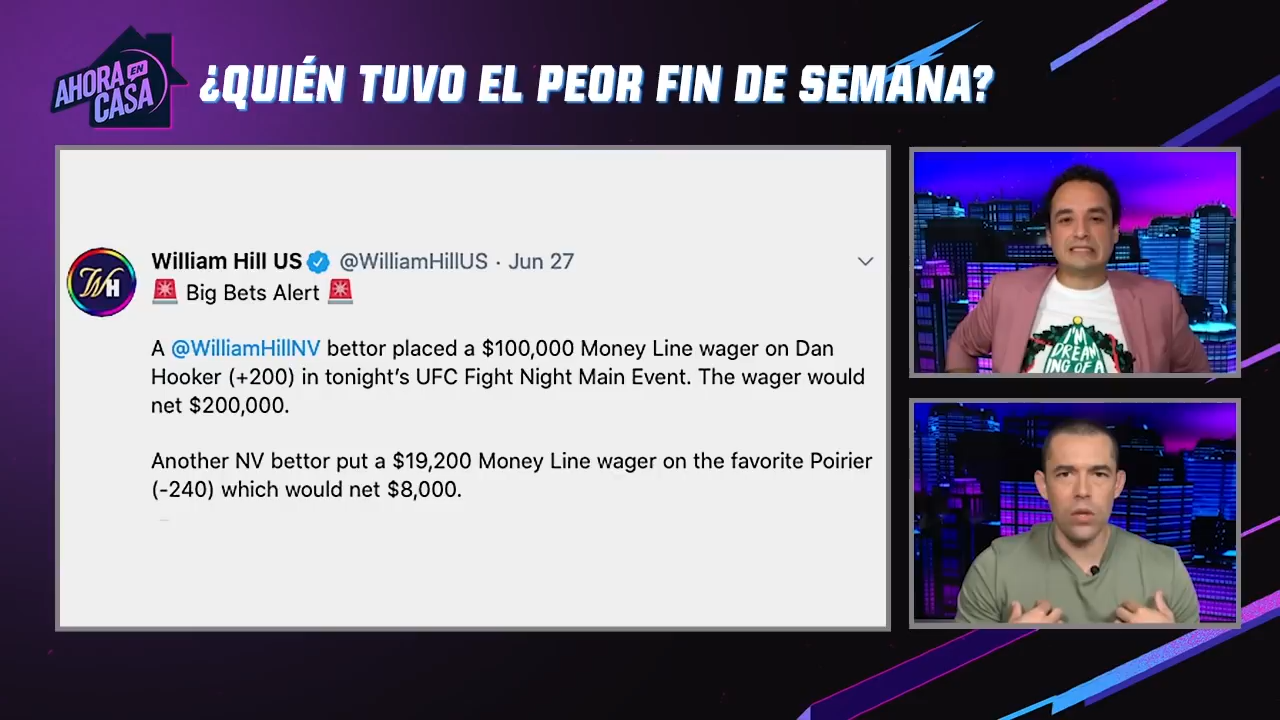 AHORA EN CASA
¿QUIÉN TUVO EL PEOR FIN DE SEMANA?
WH
William Hill US @WilliamHillUS · Jun 27
🚨 Big Bets Alert 🚨
A @WilliamHillNV bettor placed a $100,000 Money Line wager on Dan
Hooker (+200) in tonight’s UFC Fight Night Main Event. The wager would
net $200,000.
Another NV bettor put a $19,200 Money Line wager on the favorite Poirier
(-240) which would net $8,000.
I'M
DREAM
ING OF A